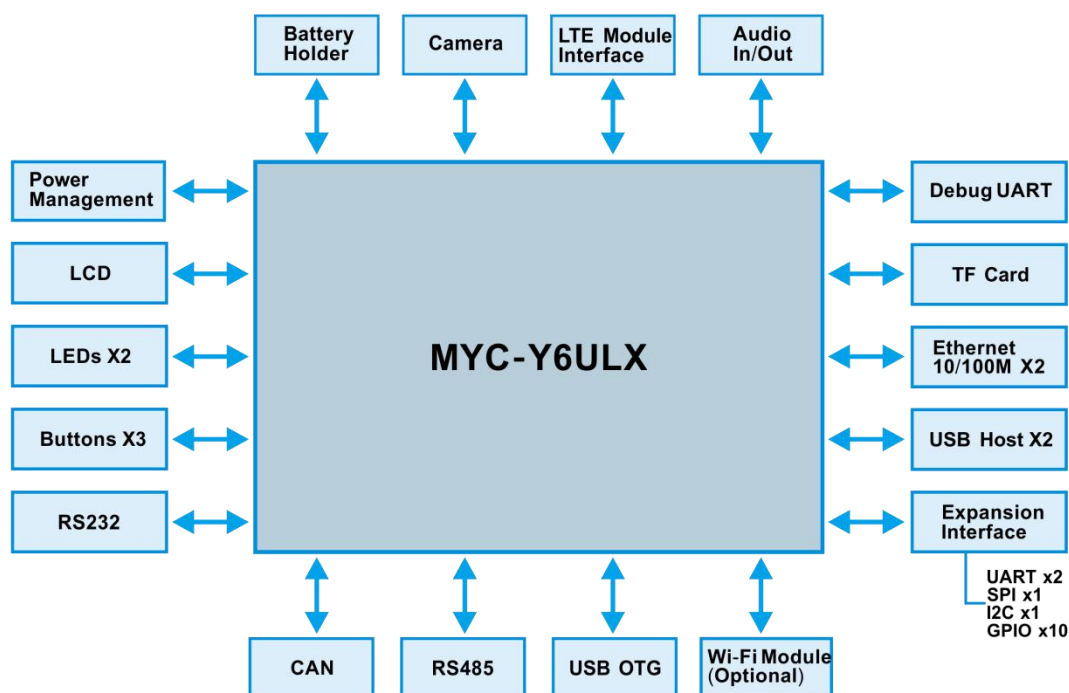 Battery
Holder
Camera
LTE Module
Interface
Audio
In/Out
Power
Management
LCD
LEDs X2
Buttons X3
RS232
MYC-Y6ULX
Debug UART
TF Card
Ethernet
10/100M X2
USB Host X2
Expansion
Interface
UART x2
SPI x1
I2C x1
GPIO x10
CAN
RS485
USB OTG
Wi-Fi Module
(Optional)